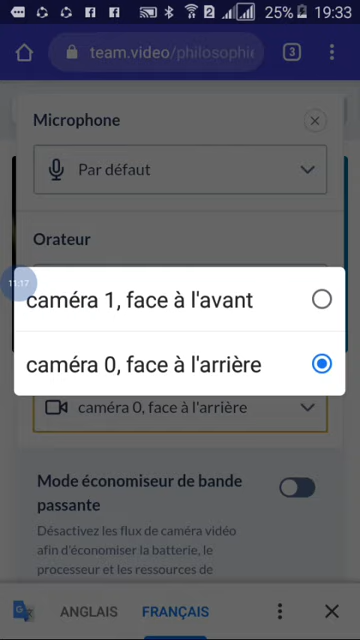 2
25%
19:33
team.video/philosophie
3
Microphone
Par défaut
Orateur
11:17
caméra 1, face à l'avant
caméra 0, face à l'arrière
caméra 0, face à l'arrière
Mode économiseur de bande
passante
Désactivez les flux de caméra vidéo
afin d'économiser la batterie, le
processeur et les ressources de
ANGLAIS
FRANÇAIS